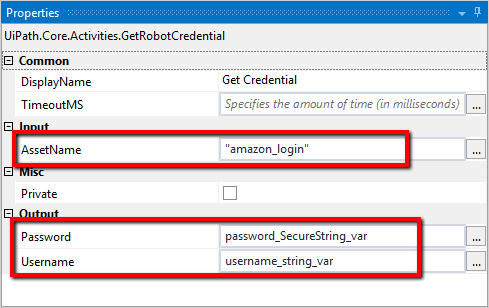 Properties
UiPath.Core.Activities.GetRobotCredential
Common
DisplayName Get Credential
TimeoutMS Specifies the amount of time (in milliseconds) ...
Input
AssetName "amazon_login" ...
Misc
Private
Output
Password password_SecureString_var ...
Username username_string_var ...